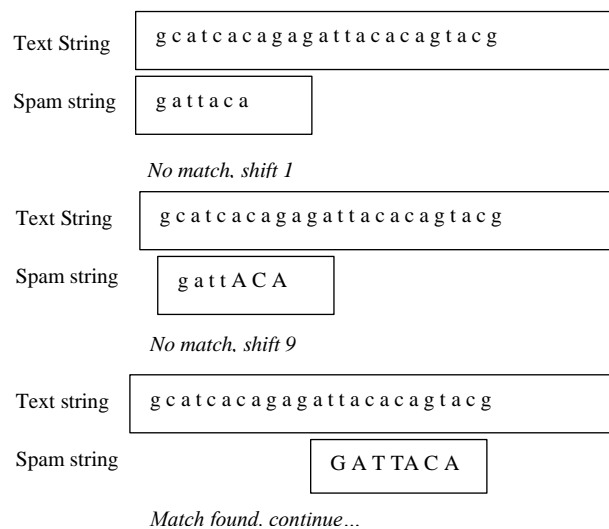 Text String g c a t c a c a g a g a t t a c a c a g t a c g
Spam string g a t t a c a
No match, shift 1
Text String g c a t c a c a g a g a t t a c a c a g t a c g
Spam string g a t t A C A
No match, shift 9
Text string g c a t c a c a g a g a t t a c a c a g t a c g
Spam string G A T TA C A
Match found, continue…